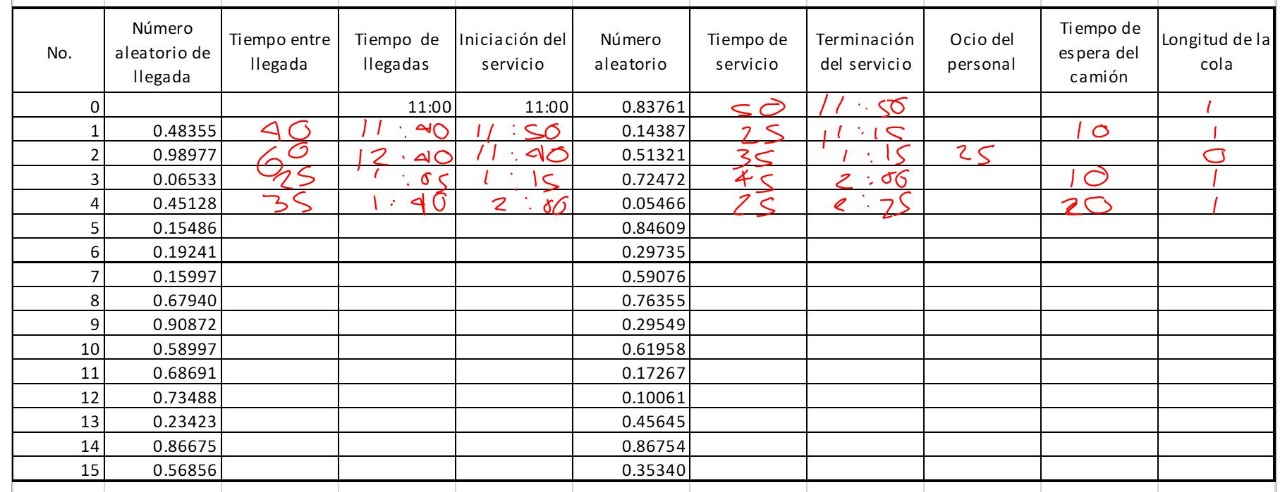 No. Número aleatorio de llegada Tiempo entre llegada Tiempo de llegadas Iniciación del servicio Número aleatorio Tiempo de servicio Terminación del servicio Ocio del personal Tiempo de espera del camión Longitud de la cola
0 11:00 11:00 0.83761 50 11:50 1
1 0.48355 40 11:40 11:50 0.14387 25 11:15 10 1
2 0.98977 60 12:40 11:40 0.51321 35 1:15 25 0
3 0.06533 25 1:05 1:15 0.72472 45 2:00 10 1
4 0.45128 35 1:40 2:00 0.05466 25 2:25 20 1
5 0.15486 0.84609
6 0.19241 0.29735
7 0.15997 0.59076
8 0.67940 0.76355
9 0.90872 0.29549
10 0.58997 0.61958
11 0.68691 0.17267
12 0.73488 0.10061
13 0.23423 0.45645
14 0.86675 0.86754
15 0.56856 0.35340